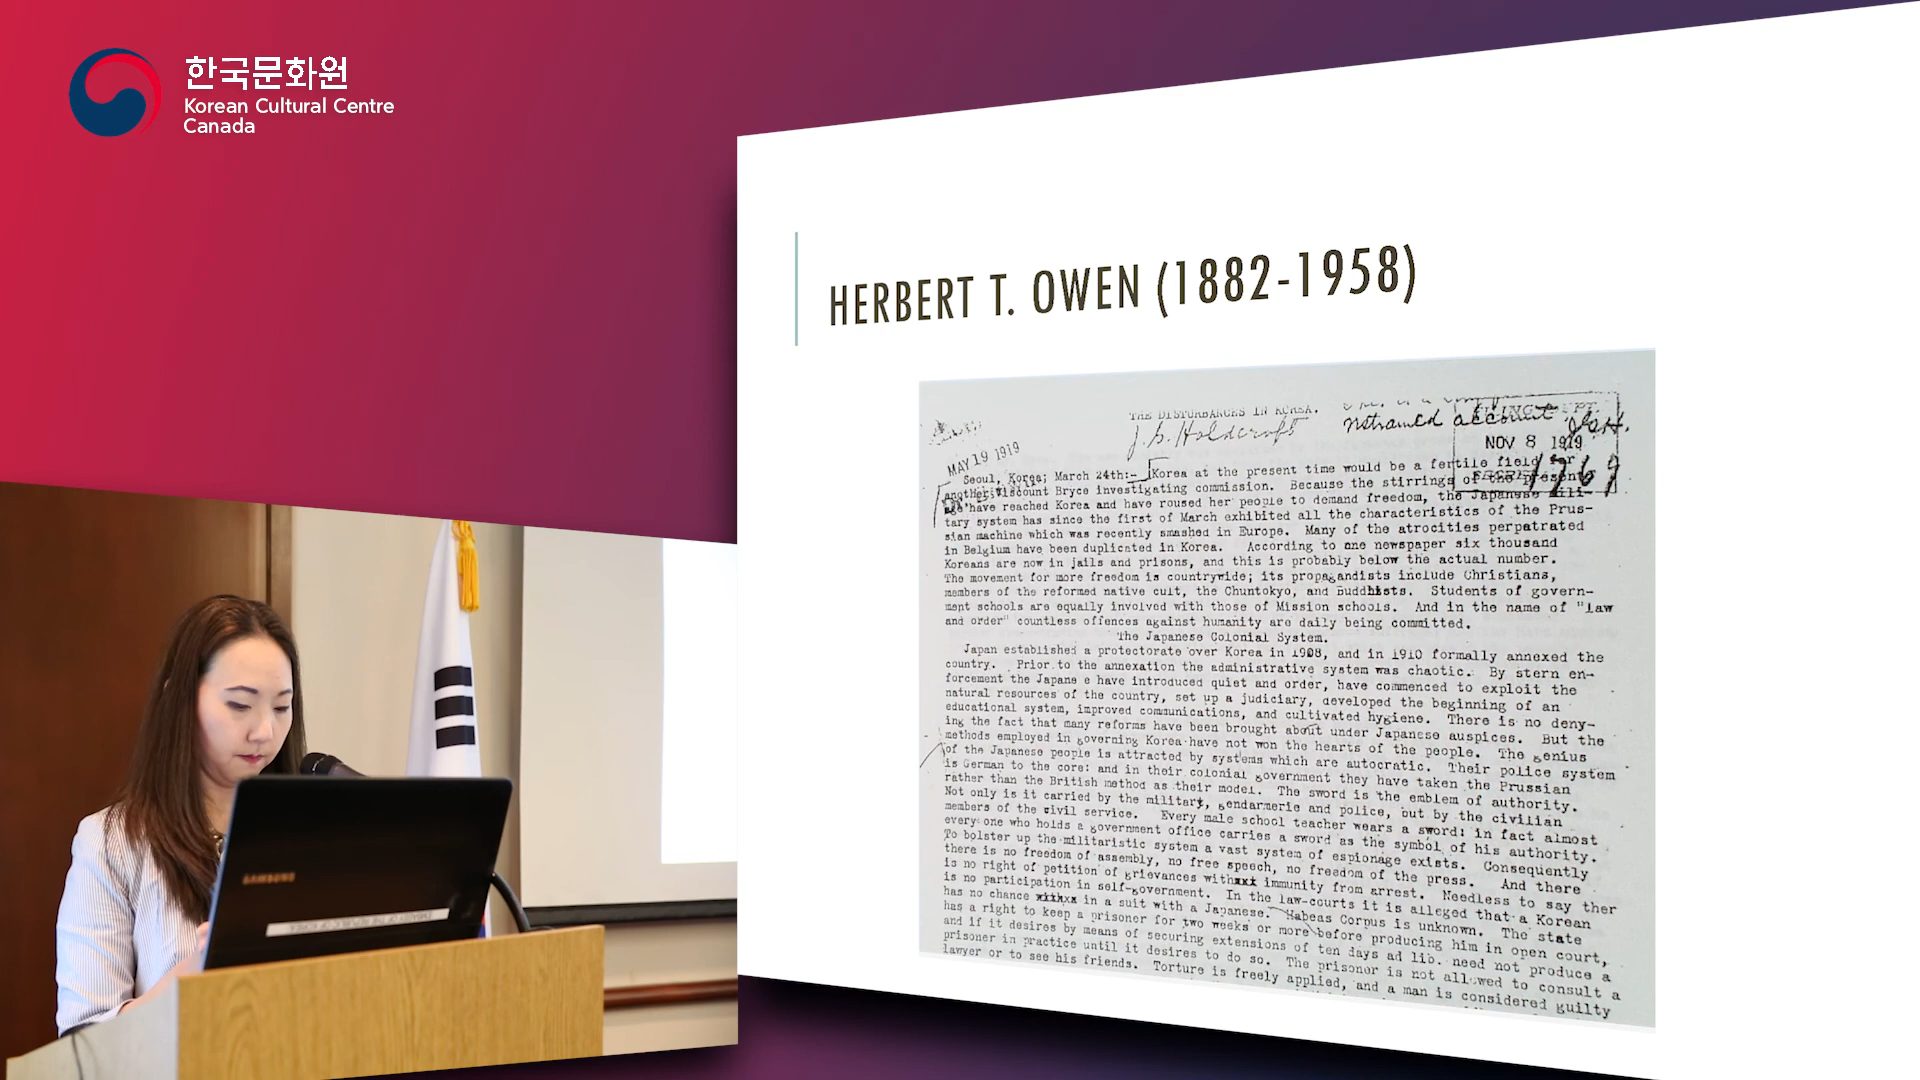 한국문화원
Korean Cultural Centre
Canada
HERBERT T. OWEN (1882-1958)
THE DISTURBANCES IN KOREA.
J. S. Holdcroft
account
NOV 8 1919
MAY 19 1919
1769
Seoul, Korea; March 24th:- Korea at the present time would be a fertile field for
another Viscount Bryce investigating commission. Because the stirrings of the present
age have reached Korea and have roused her people to demand freedom, the Japanese mili-
tary system has since the first of March exhibited all the characteristics of the Prus-
sian machine which was recently smashed in Europe. Many of the atrocities perpatrated
in Belgium have been duplicated in Korea. According to one newspaper six thousand
Koreans are now in jails and prisons, and this is probably below the actual number.
The movement for more freedom is countrywide; its propagandists include Christians,
members of the reformed native cult, the Chuntokyo, and Buddhists. Students of govern-
ment schools are equally involved with those of Mission schools. And in the name of "law
and order" countless offences against humanity are daily being committed.
The Japanese Colonial System.
Japan established a protectorate over Korea in 1908, and in 1910 formally annexed the
country. Prior to the annexation the administrative system was chaotic. By stern en-
forcement the Japane e have introduced quiet and order, have commenced to exploit the
natural resources of the country, set up a judiciary, developed the beginning of an
educational system, improved communications, and cultivated hygiene. There is no deny-
ing the fact that many reforms have been brought about under Japanese auspices. But the
methods employed in governing Korea have not won the hearts of the people. The genius
of the Japanese people is attracted by systems which are autocratic. Their police system
is German to the core: and in their colonial government they have taken the Prussian
rather than the British method as their model. The sword is the emblem of authority.
Not only is it carried by the military, gendarmerie and police, but by the civilian
members of the civil service. Every male school teacher wears a sword: in fact almost
every one who holds a government office carries a sword as the symbol of his authority.
To bolster up the militaristic system a vast system of espionage exists. Consequently
there is no freedom of assembly, no free speech, no freedom of the press. And there
is no right of petition of grievances without immunity from arrest. Needless to say ther
is no participation in self-government. In the law-courts it is alleged that a Korean
has no chance in a suit with a Japanese. Habeas Corpus is unknown. The state
has a right to keep a prisoner for two weeks or more before producing him in open court,
and if it desires by means of securing extensions of ten days ad lib. need not produce a
prisoner in practice until it desires to do so. The prisoner is not allowed to consult a
lawyer or to see his friends. Torture is freely applied, and a man is considered guilty
SAMSUNG
EMBASSY OF THE REPUBLIC OF KOREA